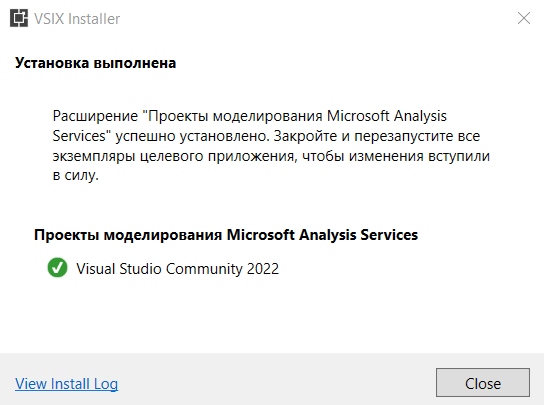 VSIX Installer
Установка выполнена
Расширение "Проекты моделирования Microsoft Analysis
Services" успешно установлено. Закройте и перезапустите все
экземпляры целевого приложения, чтобы изменения вступили
в силу.
Проекты моделирования Microsoft Analysis Services
Visual Studio Community 2022
View Install Log
Close